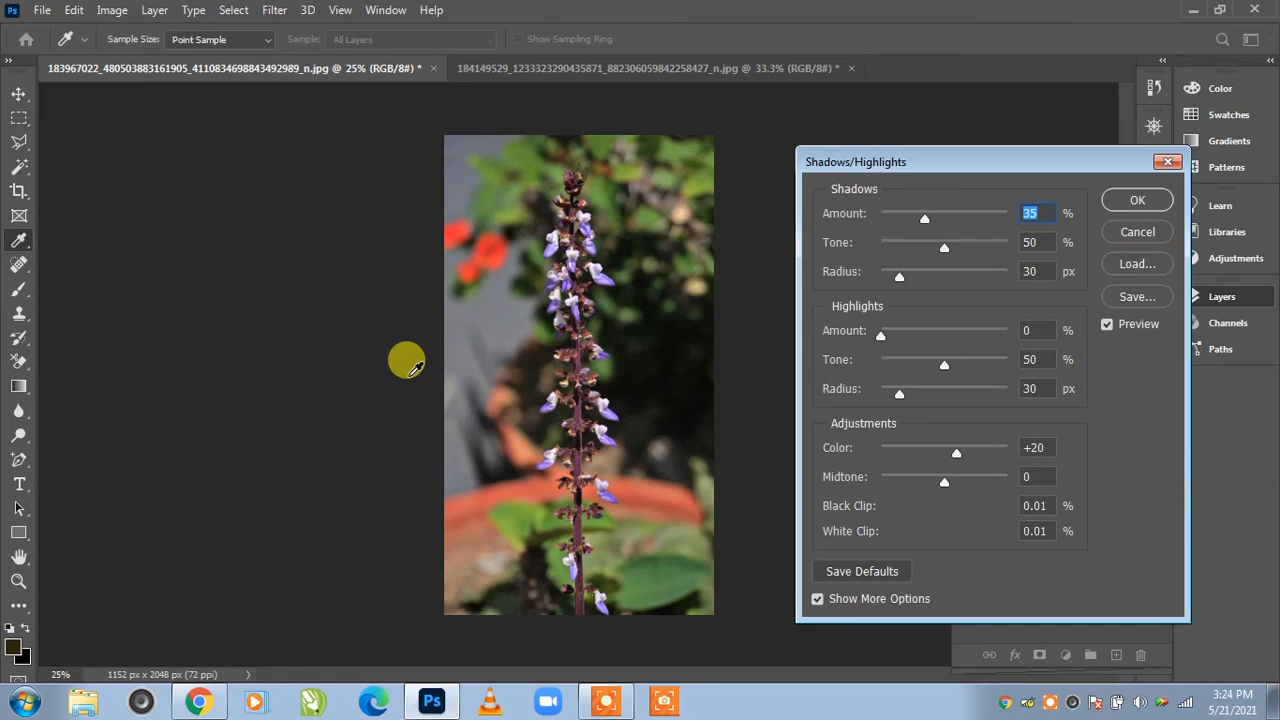 Ps File Edit Image Layer Type Select Filter 3D View Window Help
Sample Size: Point Sample Sample: All Layers Show Sampling Ring
183967022_480503883161905_4110834698843492989_n.jpg @ 25% (RGB/8#) * 184149529_1233323290435871_882306059842258427_n.jpg @ 33.3% (RGB/8#) *
Color
Swatches
Gradients
Patterns
Learn
Libraries
Adjustments
Layers
Channels
Paths
Shadows/Highlights
Shadows
Amount: 35 %
Tone: 50 %
Radius: 30 px
Highlights
Amount: 0 %
Tone: 50 %
Radius: 30 px
Adjustments
Color: +20
Midtone: 0
Black Clip: 0.01 %
White Clip: 0.01 %
Save Defaults
Show More Options
OK
Cancel
Load...
Save...
Preview
fx
25% 1152 px x 2048 px (72 ppi)
Ps
3:24 PM
5/21/2021